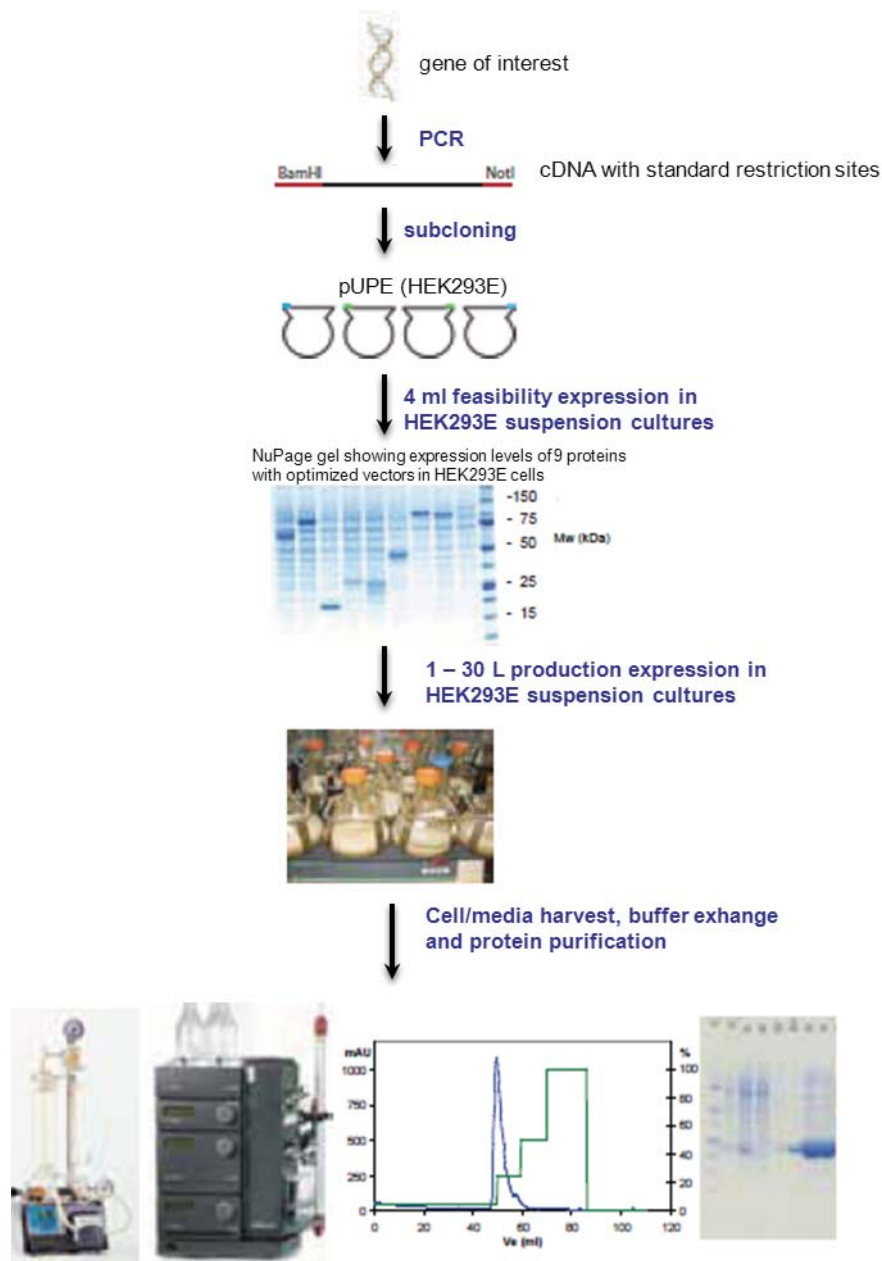 gene of interest
PCR
BamHI
NotI
cDNA with standard restriction sites
subcloning
pUPE (HEK293E)
4 ml feasibility expression in
HEK293E suspension cultures
NuPage gel showing expression levels of 9 proteins
with optimized vectors in HEK293E cells
-150
- 75
- 50
Mw (kDa)
- 25
- 15
1 – 30 L production expression in
HEK293E suspension cultures
Cell/media harvest, buffer exhange
and protein purification
mAU
%
1000
100
750
80
500
60
40
250
20
0
0
0
20
40
60
80
100
120
Ve (ml)